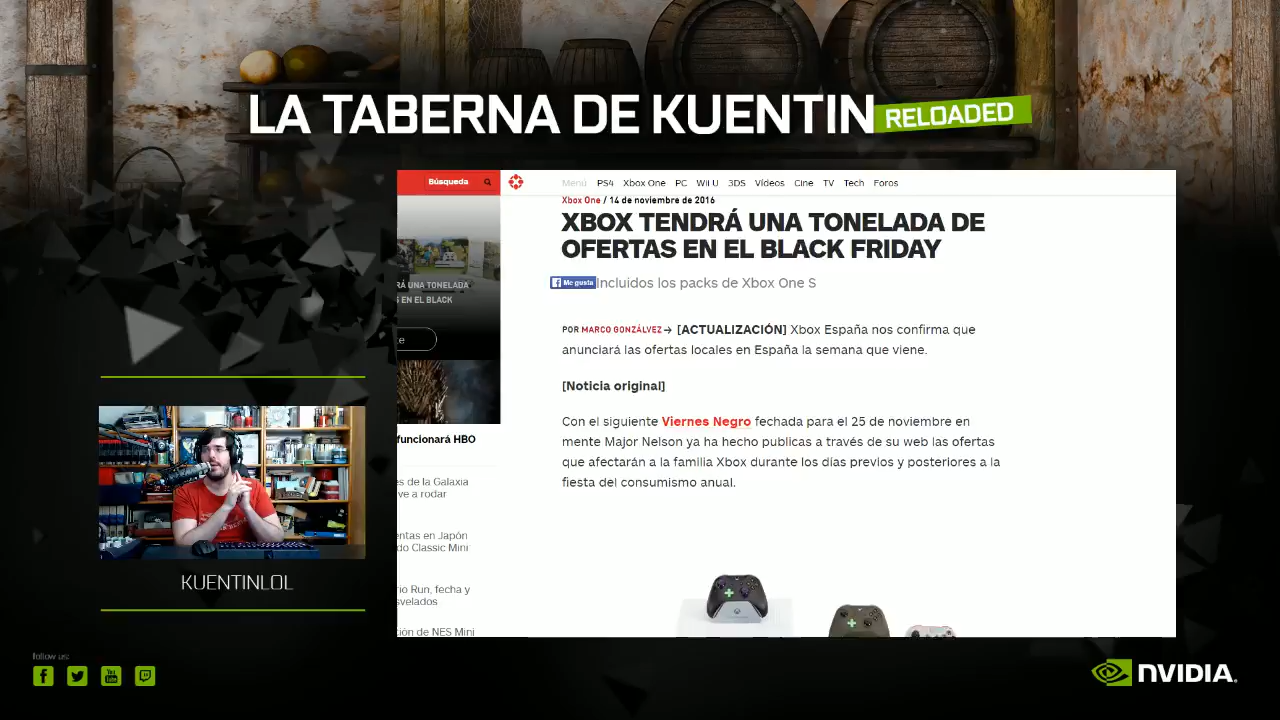 LA TABERNA DE KUENTIN
RELOADED
Búsqueda
Menú PS4 Xbox One PC Wii U 3DS Vídeos Cine TV Tech Foros
Xbox One / 14 de noviembre de 2016
XBOX TENDRÁ UNA TONELADA DE
OFERTAS EN EL BLACK FRIDAY
Me gusta
Incluidos los packs de Xbox One S
POR MARCO GONZÁLVEZ → [ACTUALIZACIÓN] Xbox España nos confirma que
anunciará las ofertas locales en España la semana que viene.
[Noticia original]
Con el siguiente Viernes Negro fechada para el 25 de noviembre en
mente Major Nelson ya ha hecho publicas a través de su web las ofertas
que afectarán a la familia Xbox durante los días previos y posteriores a la
fiesta del consumismo anual.
RÁ UNA TONELADA
S EN EL BLACK
te
funcionará HBO
es de la Galaxia
ve a rodar
entas en Japón
do Classic Mini
rio Run, fecha y
svelados
ción de NES Mini
KUENTINLOL
follow us:
NVIDIA.